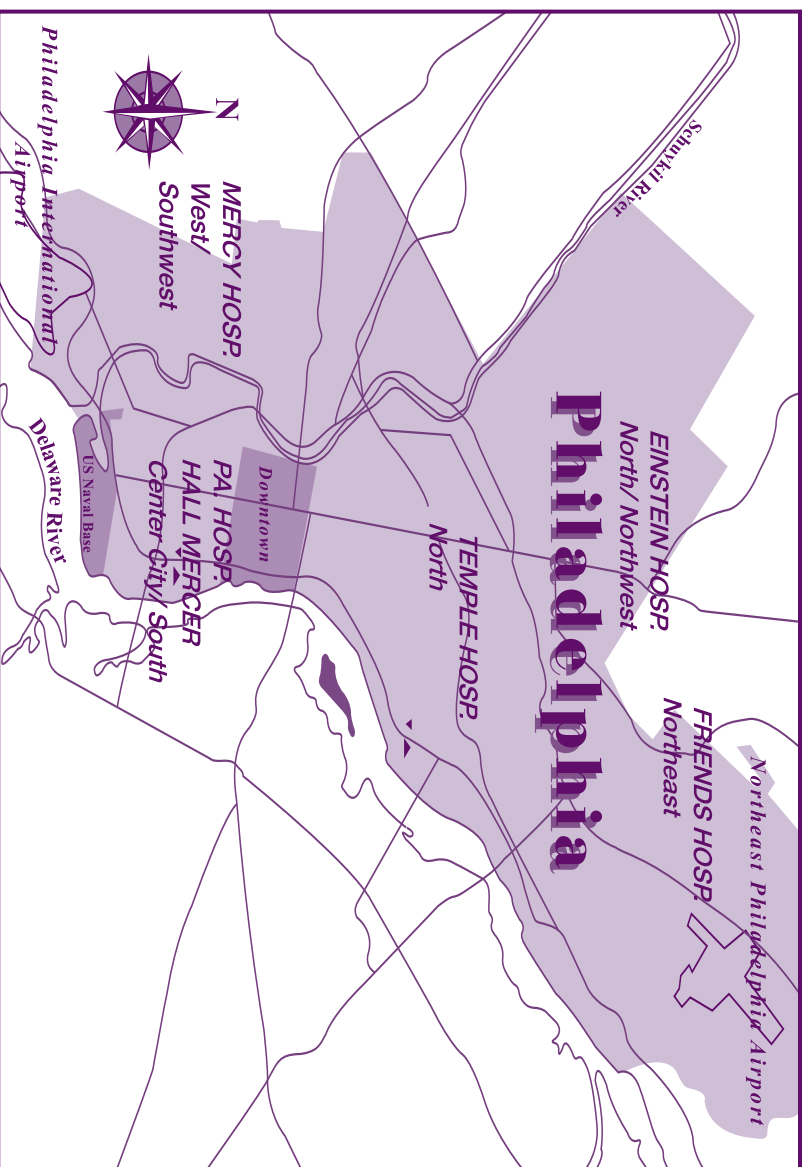 Northeast Philadelphia Airport
Schuykil River
FRIENDS HOSP.
Northeast
EINSTEIN HOSP.
North/ Northwest
Philadelphia
TEMPLE HOSP.
North
Downtown
N
MERCY HOSP.
West/
Southwest
PA. HOSP.
HALL MERCER
Center City/ South
US Naval Base
Philadelphia International
Airport
Delaware River